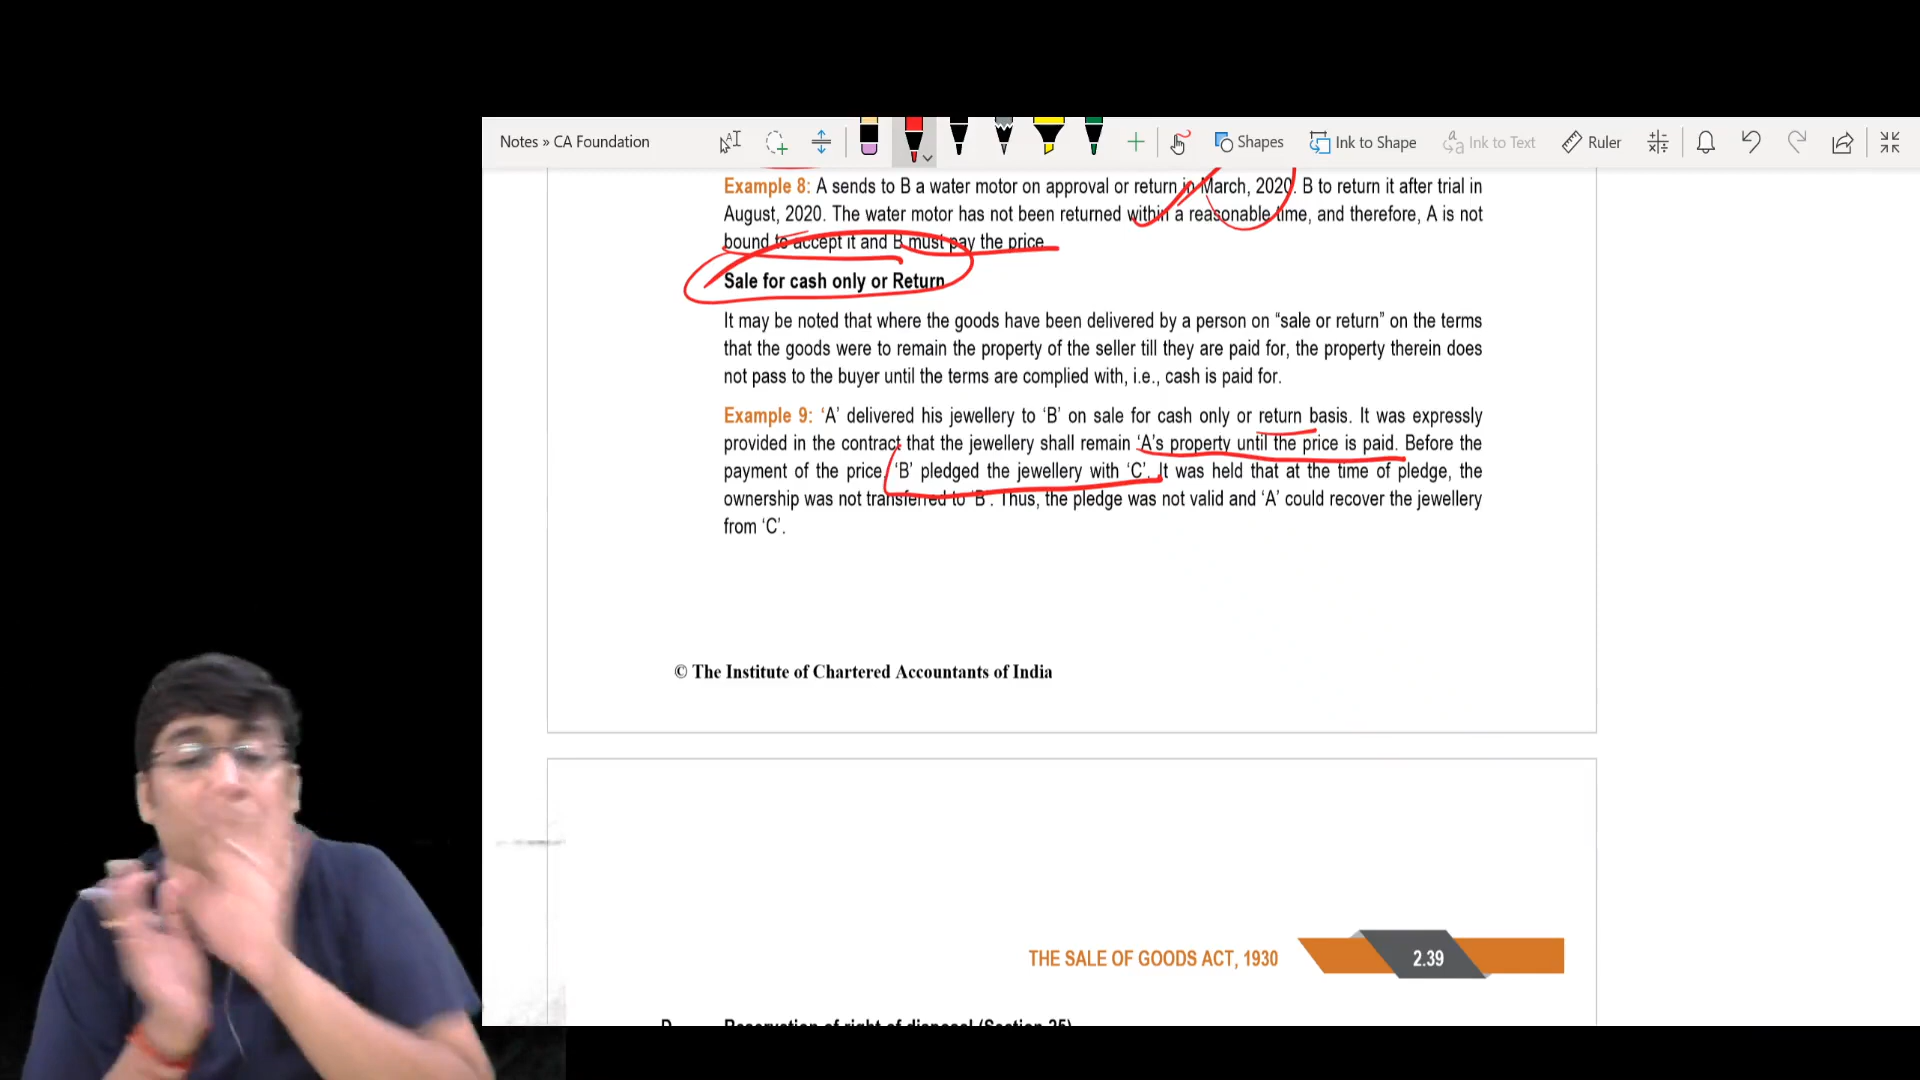 Notes » CA Foundation
Shapes
Ink to Shape
Ink to Text
Ruler
Example 8: A sends to B a water motor on approval or return in March, 2020. B to return it after trial in
August, 2020. The water motor has not been returned within a reasonable time, and therefore, A is not
bound to accept it and B must pay the price.
Sale for cash only or Return
It may be noted that where the goods have been delivered by a person on “sale or return” on the terms
that the goods were to remain the property of the seller till they are paid for, the property therein does
not pass to the buyer until the terms are complied with, i.e., cash is paid for.
Example 9: ‘A’ delivered his jewellery to ‘B’ on sale for cash only or return basis. It was expressly
provided in the contract that the jewellery shall remain ‘A’s property until the price is paid. Before the
payment of the price, ‘B’ pledged the jewellery with ‘C’. It was held that at the time of pledge, the
ownership was not transferred to ‘B’. Thus, the pledge was not valid and ‘A’ could recover the jewellery
from ‘C’.
© The Institute of Chartered Accountants of India
THE SALE OF GOODS ACT, 1930
2.39
D. Reservation of right of disposal (Section 25)